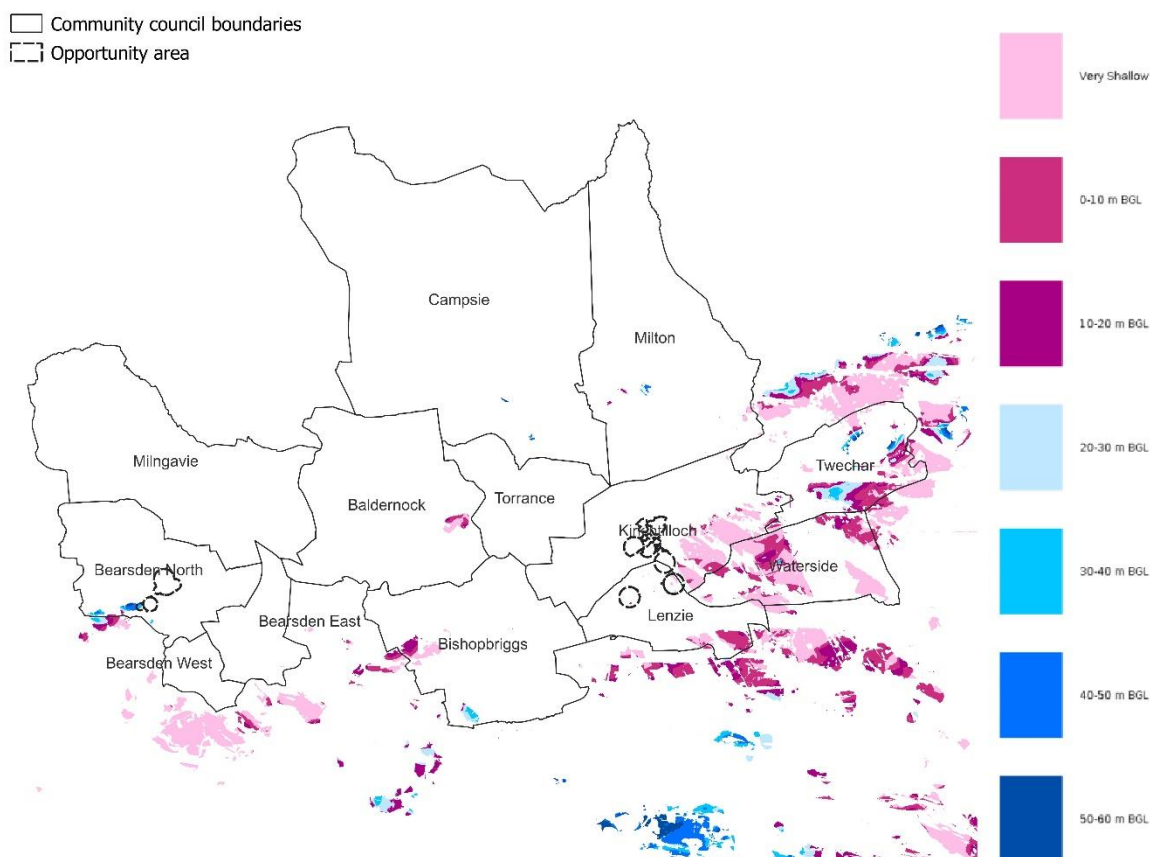 Community council boundaries
Opportunity area
Very Shallow
0-10 m BGL
10-20 m BGL
20-30 m BGL
30-40 m BGL
40-50 m BGL
50-60 m BGL
Campsie
Milton
Milngavie
Twechar
Baldernock
Torrance
Kirkintilloch
Bearsden North
Waterside
Lenzie
Bearsden East
Bishopbriggs
Bearsden West